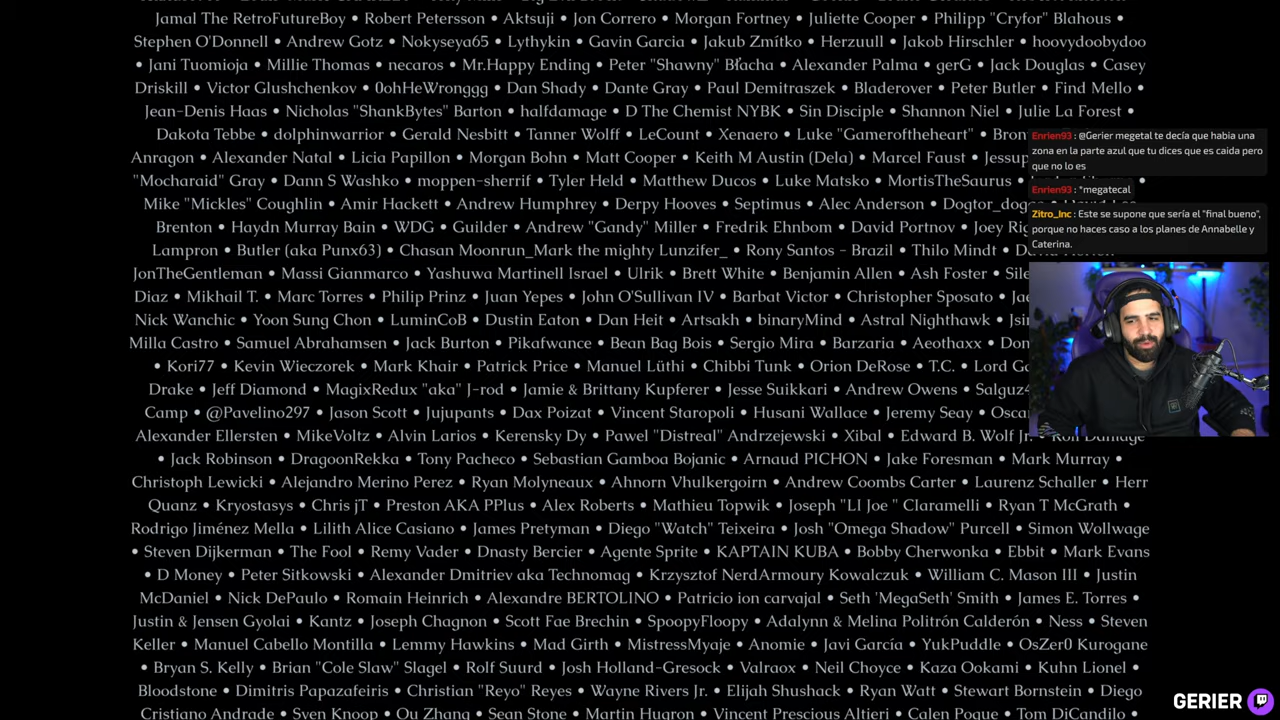 Jamal The RetroFutureBoy • Robert Petersson • Aktsuji • Jon Correro • Morgan Fortney • Juliette Cooper • Philipp "Cryfor" Blahous •
Stephen O'Donnell • Andrew Gotz • Nokyseya65 • Lythykin • Gavin Garcia • Jakub Zmítko • Herzuull • Jakob Hirschler • hoovydoobydoo
• Jani Tuomioja • Millie Thomas • necaros • Mr.Happy Ending • Peter "Shawny" Blacha • Alexander Palma • gerG • Jack Douglas • Casey
Driskill • Victor Glushchenkov • 0ohHeWronggg • Dan Shady • Dante Gray • Paul Demitraszek • Bladerover • Peter Butler • Find Mello •
Jean-Denis Haas • Nicholas "ShankBytes" Barton • halfdamage • D The Chemist NYBK • Sin Disciple • Shannon Niel • Julie La Forest •
Dakota Tebbe • dolphinwarrior • Gerald Nesbitt • Tanner Wolff • LeCount • Xenaero • Luke "Gameroftheheart" •
Anragon • Alexander Natal • Licia Papillon • Morgan Bohn • Matt Cooper • Keith M Austin (Dela) • Marcel Faust •
"Mocharaid" Gray • Dann S Washko • moppen-sherrif • Tyler Held • Matthew Ducos • Luke Matsko • MortisTheSaurus •
Mike "Mickles" Coughlin • Amir Hackett • Andrew Humphrey • Derpy Hooves • Septimus • Alec Anderson •
Brenton • Haydn Murray Bain • WDG • Guilder • Andrew "Gandy" Miller • Fredrik Ehnbom • David Portnov • Joey
Lampron • Butler (aka Punx63) • Chasan Moonrun_Mark the mighty Lunzifer_ • Rony Santos - Brazil • Thilo Mindt •
JonTheGentleman • Massi Gianmarco • Yashuwa Martinell Israel • Ulrik • Brett White • Benjamin Allen • Ash Foster •
Diaz • Mikhail T. • Marc Torres • Philip Prinz • Juan Yepes • John O'Sullivan IV • Barbat Victor • Christopher Sposato •
Nick Wanchic • Yoon Sung Chon • LumnCaB • Dustin Eaton • Dan Heit • Artsakh • binaryMind • Astral Nighthawk •
Milla Castro • Samuel Abrahamsen • Jack Burton • Pikafwance • Bean Bag Bois • Sergio Mira • Barzaria • Aeothaxx •
• Kori77 • Kevin Wieczorek • Mark Khair • Patrick Price • Manuel Lüthi • Chibbi Tunk • Orion DeRose • T.C. • Lord
Drake • Jeff Diamond • MagixRedux "aka" J-rod • Jamie & Brittany Kupferer • Jesse Suikkari • Andrew Owens •
Camp • @Pavelino297 • Jason Scott • Jujupants • Dax Poizat • Vincent Staropoli • Husani Wallace • Jeremy Seay •
Alexander Ellersten • MikeVoltz • Alvin Larios • Kerensky Dy • Pawel "Distreal" Andrzejewski • Xibal • Edward B. Wolf Jr. •
• Jack Robinson • DragoonRekka • Tony Pacheco • Sebastian Gamboa Bojanic • Arnaud PICHON • Jake Foresman • Mark Murray •
Christoph Lewicki • Alejandro Merino Perez • Ryan Molyneaux • Ahnorn Vhulkergoirn • Andrew Coombs Carter • Laurenz Schaller • Herr
Quanz • Kryostasys • Chris jT • Preston AKA PPlus • Alex Roberts • Mathieu Topwik • Joseph "LI Joe " Claramelli • Ryan T McGrath •
Rodrigo Jiménez Mella • Lilith Alice Casiano • James Pretyman • Diego "Watch" Teixeira • Josh "Omega Shadow" Purcell • Simon Wollwage
• Steven Dijkerman • The Fool • Remy Vader • Dnasty Bercier • Agente Sprite • KAPTAIN KUBA • Bobby Cherwonka • Ebbit • Mark Evans
• D Money • Peter Sitkowski • Alexander Dmitriev aka Technomag • Krzysztof NerdArmoury Kowalczuk • William C. Mason III • Justin
McDaniel • Nick DePaulo • Romain Heinrich • Alexandre BERTOLINO • Patricio ion carvajal • Seth 'MegaSeth' Smith • James E. Torres •
Justin & Jensen Gyolai • Kantz • Joseph Chagnon • Scott Fae Brechin • SpoopyFloopy • Adalynn & Melina Politrón Calderón • Ness • Steven
Keller • Manuel Cabello Montilla • Lemmy Hawkins • Mad Girth • MistressMyaje • Anomie • Javi García • YukPuddle • OsZer0 Kurogane
• Bryan S. Kelly • Brian "Cole Slaw" Slagel • Rolf Suurd • Josh Holland-Gresock • Valraox • Neil Choyce • Kaza Ookami • Kuhn Lionel •
Bloodstone • Dimitris Papazafeiris • Christian "Reyo" Reyes • Wayne Rivers Jr. • Elijah Shushack • Ryan Watt • Stewart Bornstein • Diego
Cristiano Andrade • Sven Knoop • Ou Zhang • Sean Stone • Martin Hugron • Vincent Prescious Altieri • Calen Pogue • Tom DiCandilo •
Enrien93 : @Gerier megetal te decía que habia una
zona en la parte azul que tu dices que es caida pero
que no lo es
Enrien93 : *megatecal
Zitro_Inc : Este se supone que sería el "final bueno",
porque no haces caso a los planes de Annabelle y
Caterina.
GERIER